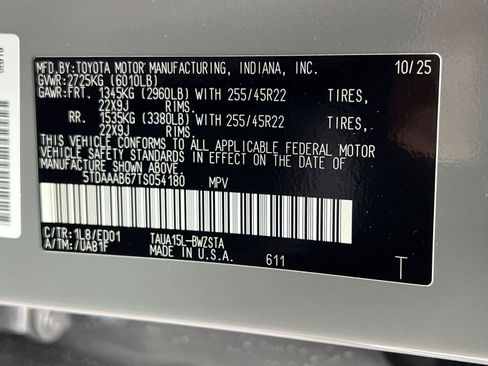 MFD.BY:TOYOTA MOTOR MANUFACTURING, INDIANA, INC. 10/25
GVWR:2725KG (6010LB)
GAWR:FRT. 1345KG (2960LB) WITH 255/45R22 TIRES,
22X9J RIMS.
RR. 1535KG (3380LB) WITH 255/45R22 TIRES,
22X9J RIMS.
THIS VEHICLE CONFORMS TO ALL APPLICABLE FEDERAL MOTOR
VEHICLE SAFETY STANDARDS IN EFFECT ON THE DATE OF
MANUFACTURE SHOWN ABOVE.
5TDAAAB67TS054180 MPV
C/TR:1L8/ED01 TAUA15L-BWZSTA
A/TM:/UA81F MADE IN U.S.A. 611 T